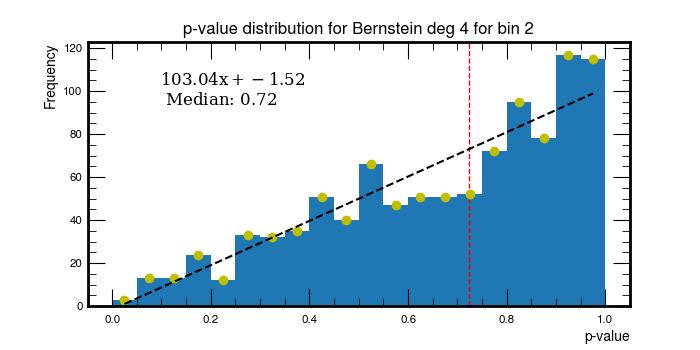 p-value distribution for Bernstein deg 4 for bin 2
Frequency
120
100
80
60
40
20
0
103.04x + −1.52
Median: 0.72
0.0 0.2 0.4 0.6 0.8 1.0
p-value